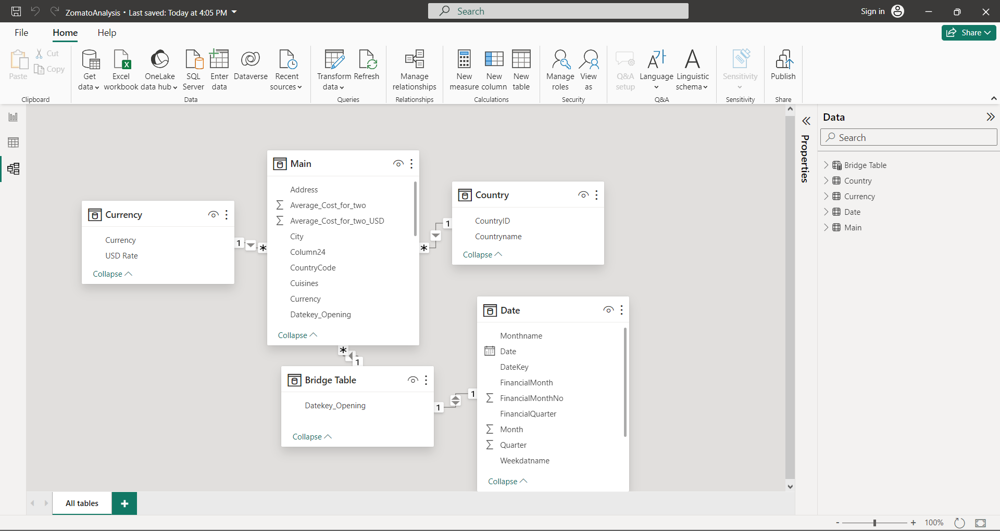 ZomatoAnalysis • Last saved: Today at 4:05 PM
Search
Sign in
File Home Help
Share
Paste
Cut
Copy
Clipboard
Get data
Excel workbook
OneLake data hub
SQL Server
Enter data
Dataverse
Recent sources
Data
Transform data
Refresh
Queries
Manage relationships
Relationships
New measure
New column
New table
Calculations
Manage roles
View as
Security
Q&A setup
Language
Linguistic schema
Q&A
Sensitivity
Sensitivity
Publish
Share
Currency
Currency
USD Rate
Collapse
1
*
Main
Address
Average_Cost_for_two
Average_Cost_for_two_USD
City
Column24
CountryCode
Cuisines
Currency
Datekey_Opening
Collapse
*
1
Country
CountryID
Countryname
Collapse
*
1
Bridge Table
Datekey_Opening
Collapse
1
1
Date
Monthname
Date
DateKey
FinancialMonth
FinancialMonthNo
FinancialQuarter
Month
Quarter
Weekdatname
Collapse
Properties
Data
Search
Bridge Table
Country
Currency
Date
Main
All tables
+
- + 100%